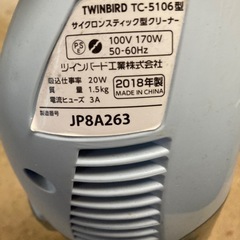 TWINBIRD TC-5106型
サイクロンスティック型クリーナー
PSE 100V 170W
50-60Hz
ツインバード工業株式会社
吸込仕事率 20W
質量 1.5kg
電流ヒューズ 3A
2018年製
MADE IN CHINA
製造番号
JP8A263